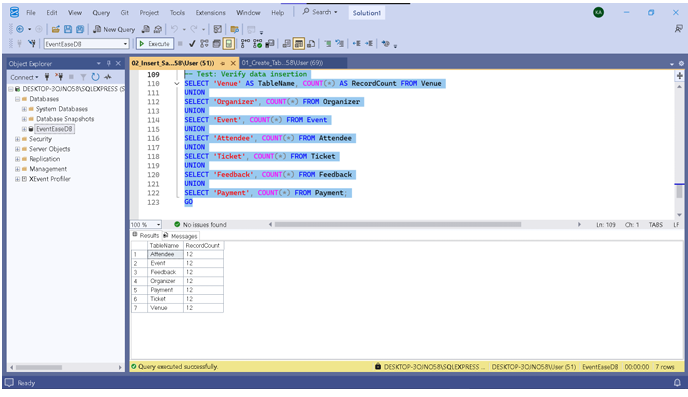 File Edit View Query Git Project Tools Extensions Window Help Search Solution1 KA
New Query
EventEaseDB Execute
Object Explorer
Connect
DESKTOP-3OJNO58\SQLEXPRESS (S
Databases
System Databases
Database Snapshots
EventEaseDB
Security
Server Objects
Replication
Management
XEvent Profiler
02_Insert_Sa...58\User (51)) 01_Create_Tab...58\User (69))
109 -- Test: Verify data insertion
110 SELECT 'Venue' AS TableName, COUNT(*) AS RecordCount FROM Venue
111 UNION
112 SELECT 'Organizer', COUNT(*) FROM Organizer
113 UNION
114 SELECT 'Event', COUNT(*) FROM Event
115 UNION
116 SELECT 'Attendee', COUNT(*) FROM Attendee
117 UNION
118 SELECT 'Ticket', COUNT(*) FROM Ticket
119 UNION
120 SELECT 'Feedback', COUNT(*) FROM Feedback
121 UNION
122 SELECT 'Payment', COUNT(*) FROM Payment;
123 GO
100 % No issues found Ln: 109 Ch: 1 TABS LF
Results Messages
TableName RecordCount
1 Attendee 12
2 Event 12
3 Feedback 12
4 Organizer 12
5 Payment 12
6 Ticket 12
7 Venue 12
Query executed successfully. DESKTOP-3OJNO58\SQLEXPRESS ... DESKTOP-3OJNO58\User (51) EventEaseDB 00:00:00 7 rows
Ready